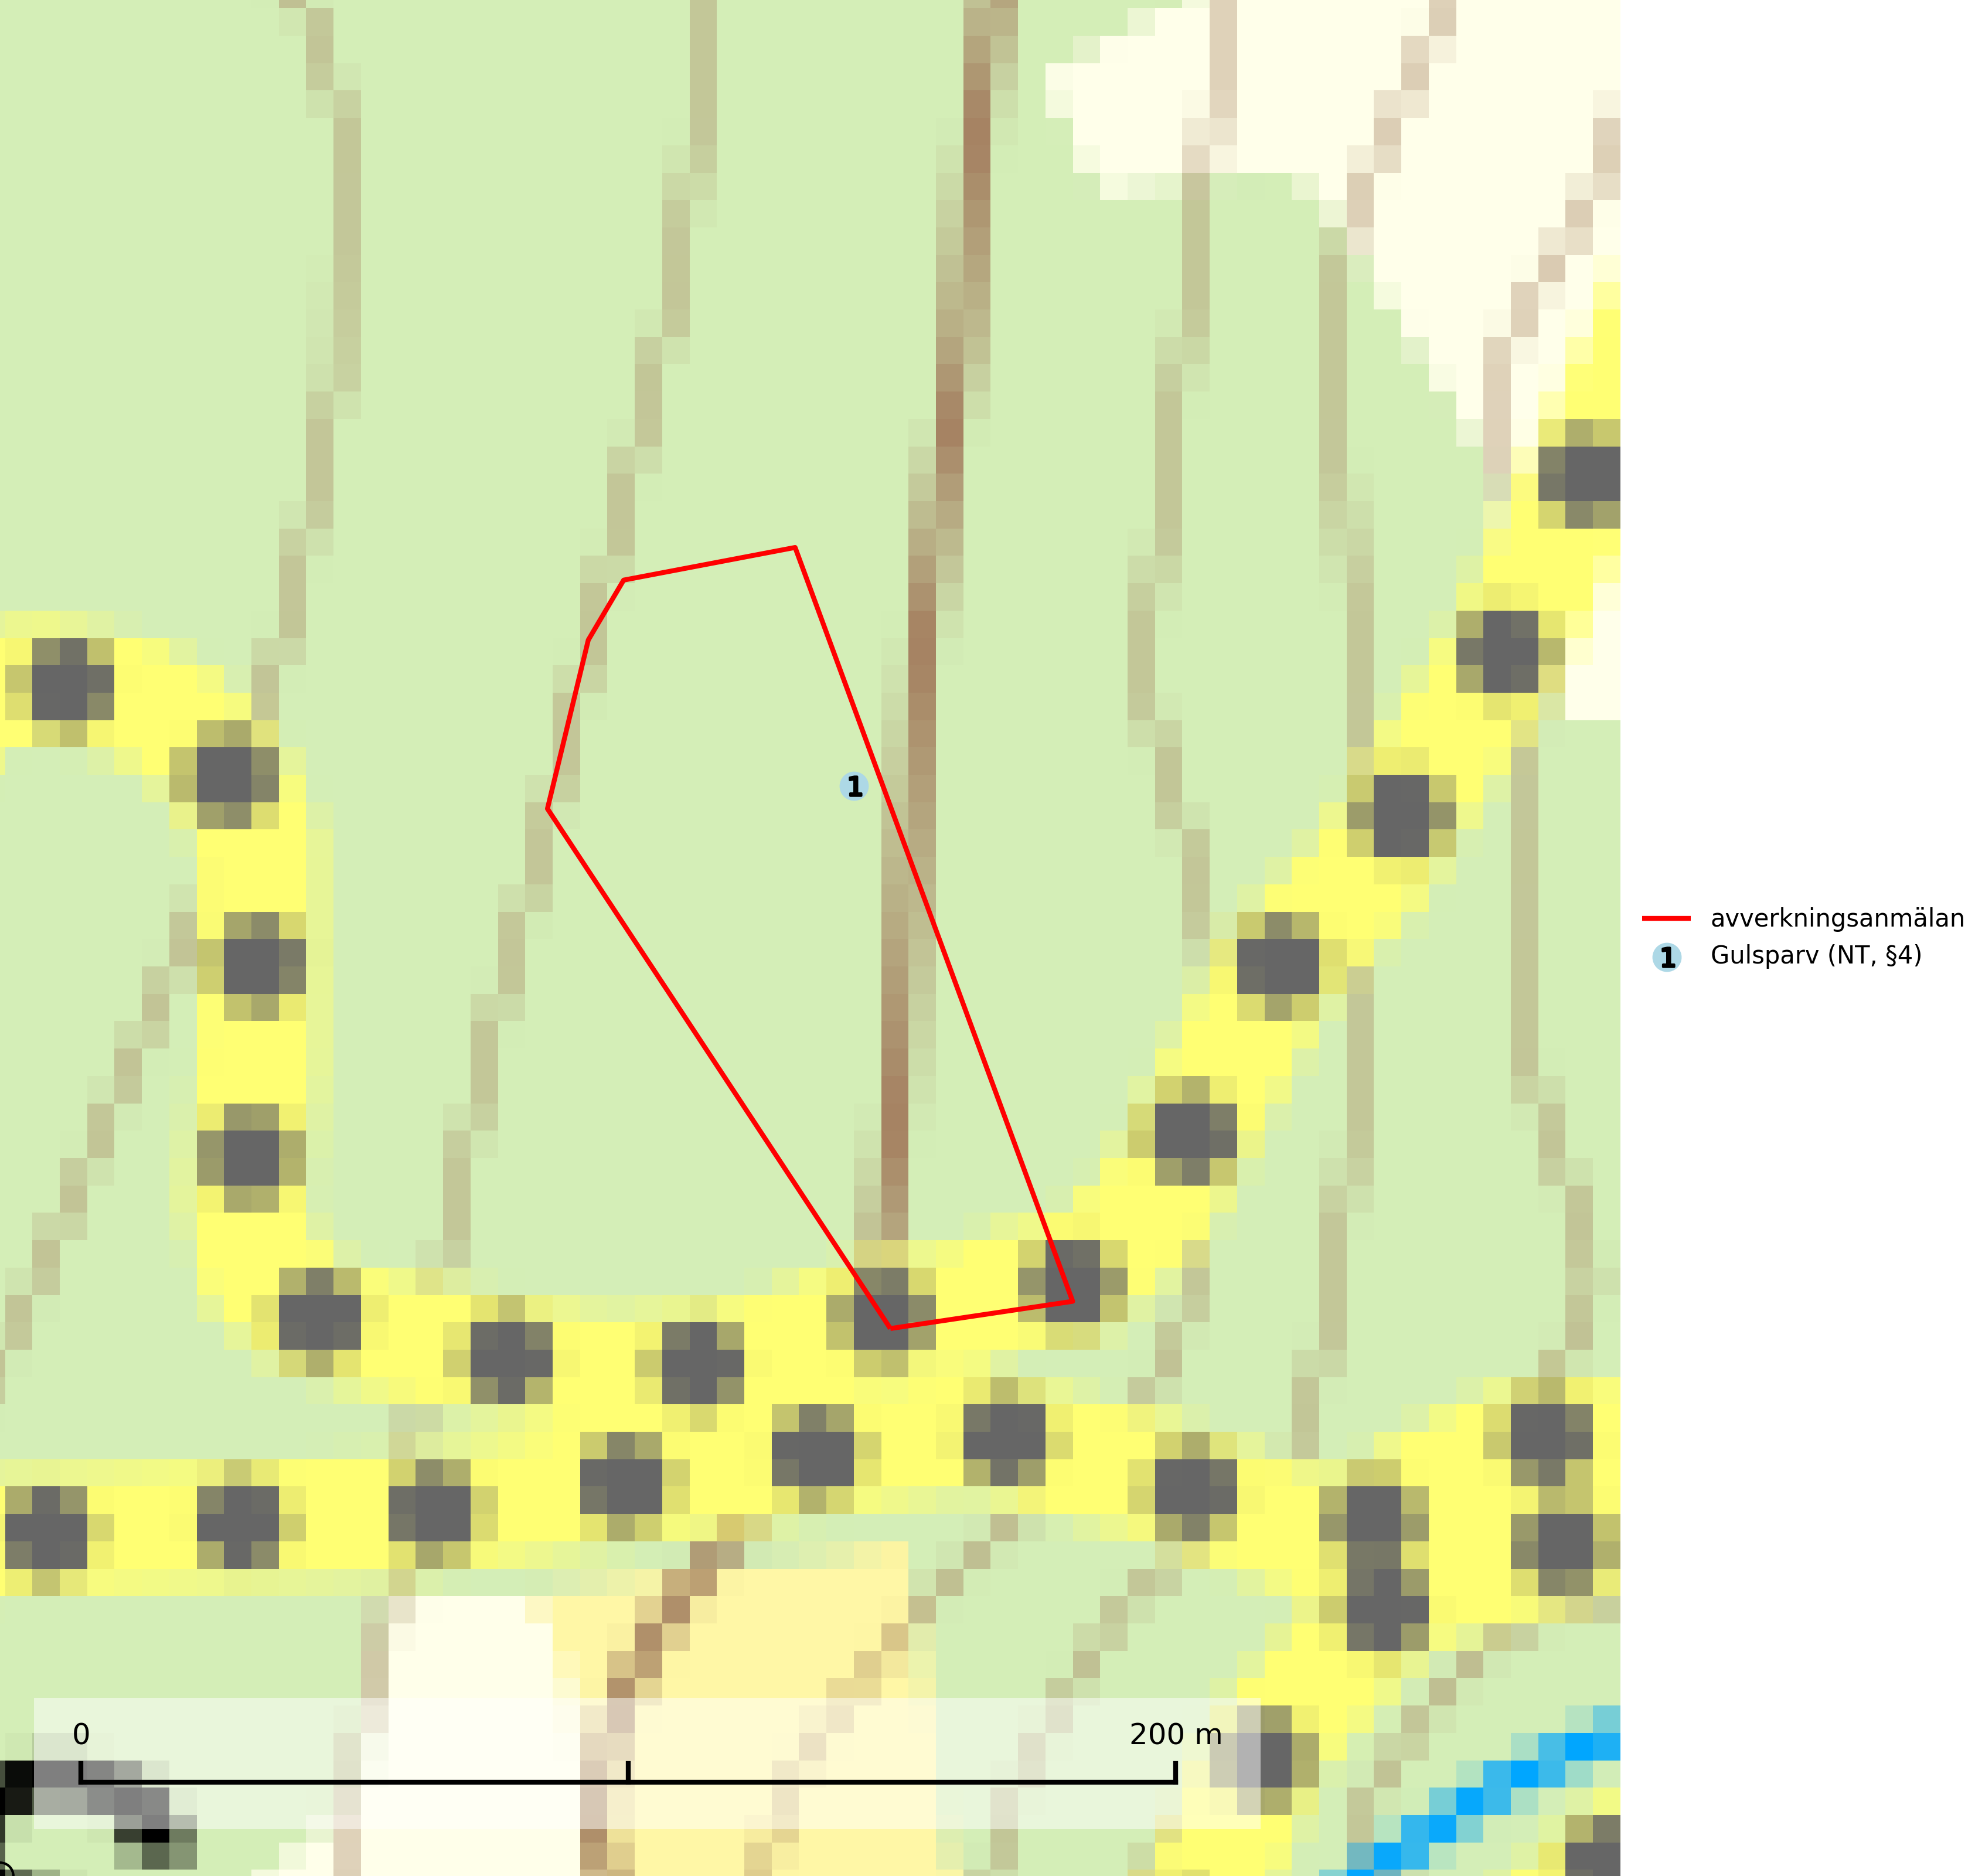 1
avverkningsanmälan
1 Gulsparv (NT, §4)
0 200 m